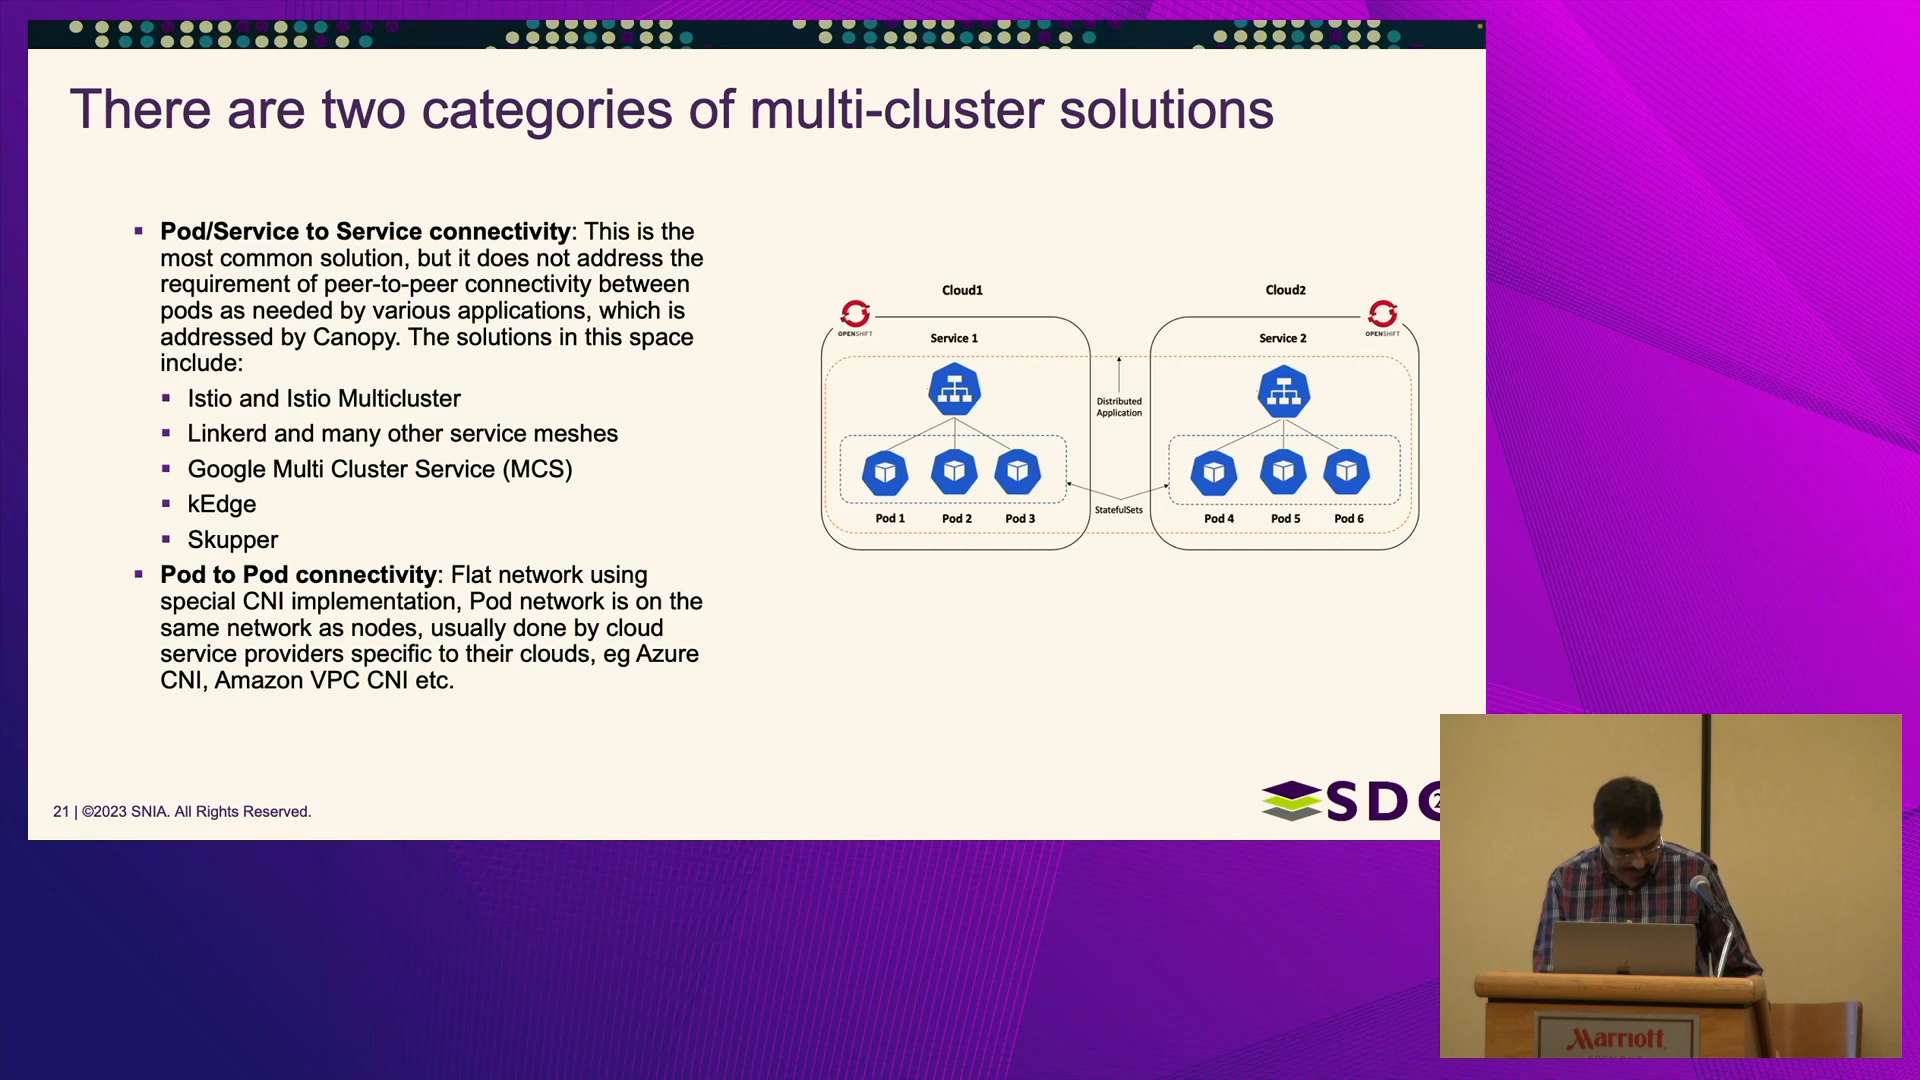 There are two categories of multi-cluster solutions
Pod/Service to Service connectivity: This is the
most common solution, but it does not address the
requirement of peer-to-peer connectivity between
pods as needed by various applications, which is
addressed by Canopy. The solutions in this space
include:
Istio and Istio Multicluster
Linkerd and many other service meshes
Google Multi Cluster Service (MCS)
kEdge
Skupper
Pod to Pod connectivity: Flat network using
special CNI implementation, Pod network is on the
same network as nodes, usually done by cloud
service providers specific to their clouds, eg Azure
CNI, Amazon VPC CNI etc.
Cloud1
Cloud2
OPENSHIFT
OPENSHIFT
Service 1
Service 2
Distributed
Application
StatefulSets
Pod 1 Pod 2 Pod 3
Pod 4 Pod 5 Pod 6
21 | ©2023 SNIA. All Rights Reserved.
SDC
Marriott